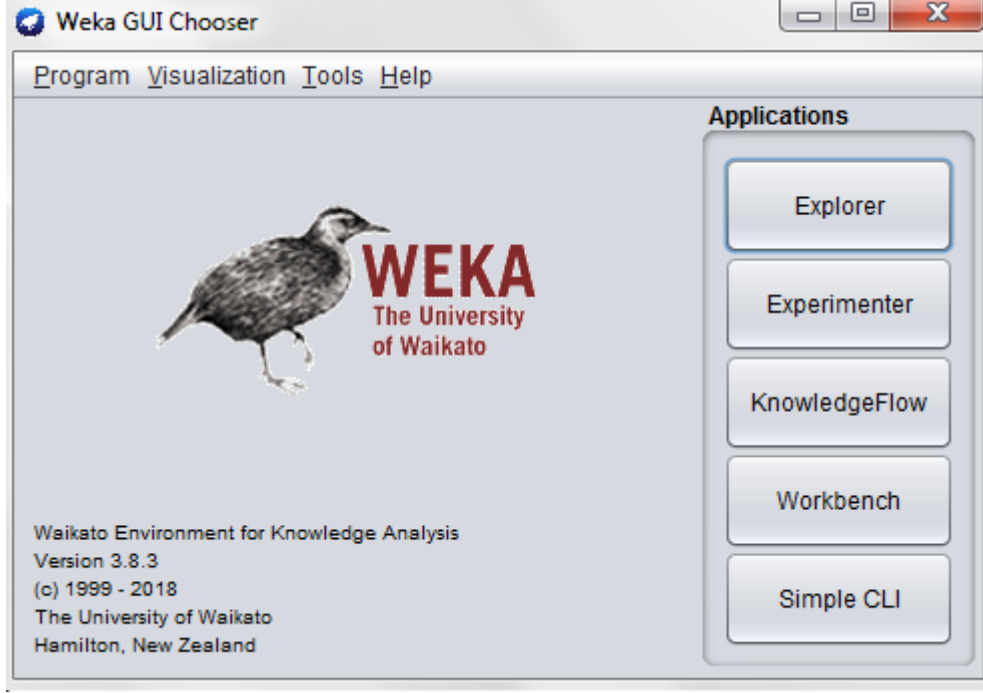 Weka GUI Chooser
Program Visualization Tools Help
Applications
Explorer
Experimenter
KnowledgeFlow
Workbench
Simple CLI
WEKA
The University
of Waikato
Waikato Environment for Knowledge Analysis
Version 3.8.3
(c) 1999 - 2018
The University of Waikato
Hamilton, New Zealand